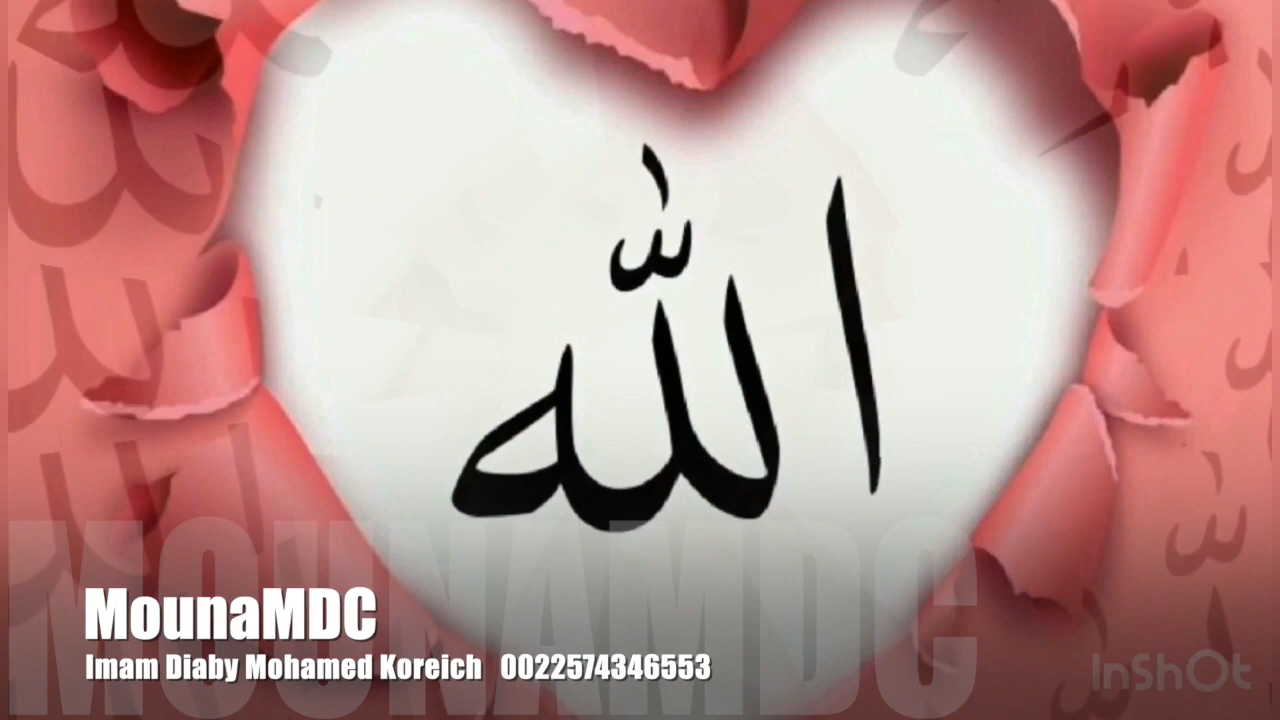 الله
MOUNAMDC
MounaMDC
Imam Diaby Mohamed Koreich 0022574346553
InShOt